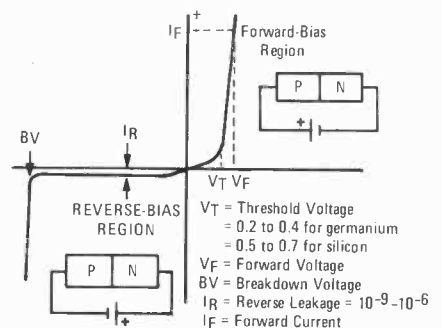 +
IF
Forward-Bias
Region
P N
+
BV
IR
VT VF
REVERSE-BIAS
REGION
P N
+
VT = Threshold Voltage
= 0.2 to 0.4 for germanium
= 0.5 to 0.7 for silicon
VF = Forward Voltage
BV = Breakdown Voltage
IR = Reverse Leakage = 10⁻⁹-10⁻⁶
IF = Forward Current